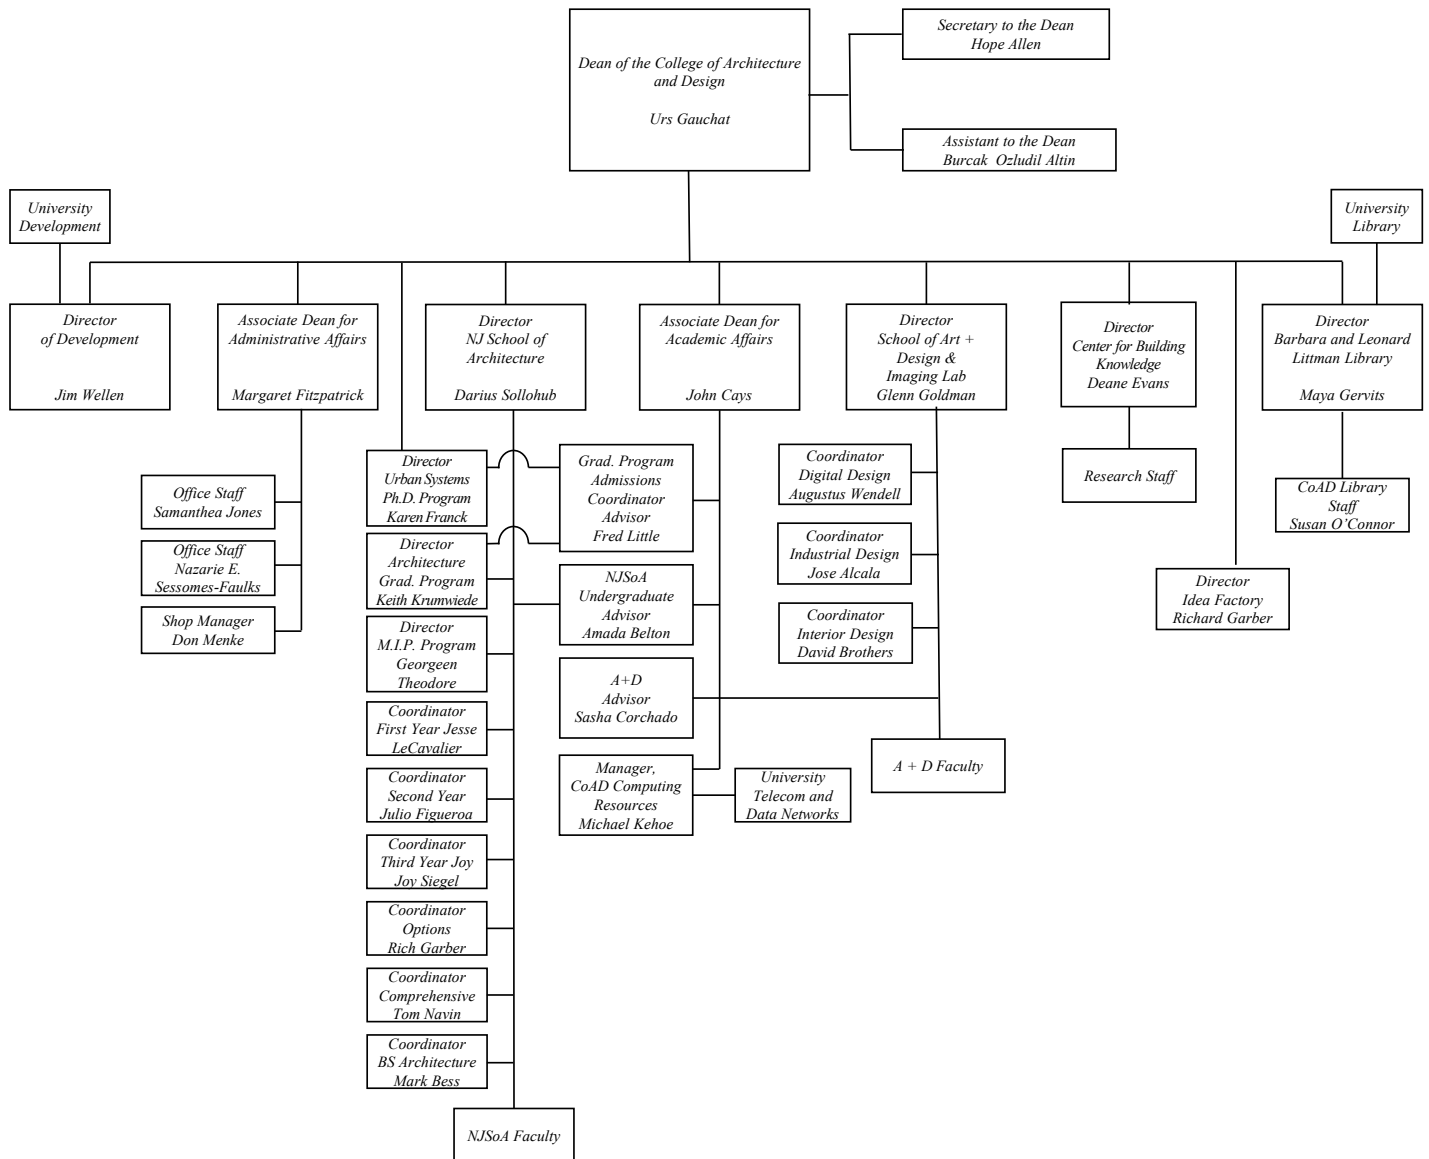 Dean of the College of Architecture
and Design
Urs Gauchat
Secretary to the Dean
Hope Allen
Assistant to the Dean
Burcak Ozludil Altin
University
Development
University
Library
Director
of Development
Jim Wellen
Associate Dean for
Administrative Affairs
Margaret Fitzpatrick
Director
NJ School of
Architecture
Darius Sollohub
Associate Dean for
Academic Affairs
John Cays
Director
School of Art +
Design &
Imaging Lab
Glenn Goldman
Director
Center for Building
Knowledge
Deane Evans
Director
Barbara and Leonard
Littman Library
Maya Gervits
Office Staff
Samanthea Jones
Office Staff
Nazarie E.
Sessomes-Faulks
Shop Manager
Don Menke
Director
Urban Systems
Ph.D. Program
Karen Franck
Director
Architecture
Grad. Program
Keith Krumwiede
Director
M.I.P. Program
Georgeen
Theodore
Coordinator
First Year Jesse
LeCavalier
Coordinator
Second Year
Julio Figueroa
Coordinator
Third Year Joy
Joy Siegel
Coordinator
Options
Rich Garber
Coordinator
Comprehensive
Tom Navin
Coordinator
BS Architecture
Mark Bess
NJSoA Faculty
Grad. Program
Admissions
Coordinator
Advisor
Fred Little
NJSoA
Undergraduate
Advisor
Amada Belton
A+D
Advisor
Sasha Corchado
Manager,
CoAD Computing
Resources
Michael Kehoe
University
Telecom and
Data Networks
Coordinator
Digital Design
Augustus Wendell
Coordinator
Industrial Design
Jose Alcala
Coordinator
Interior Design
David Brothers
A + D Faculty
Research Staff
Director
Idea Factory
Richard Garber
CoAD Library
Staff
Susan O'Connor